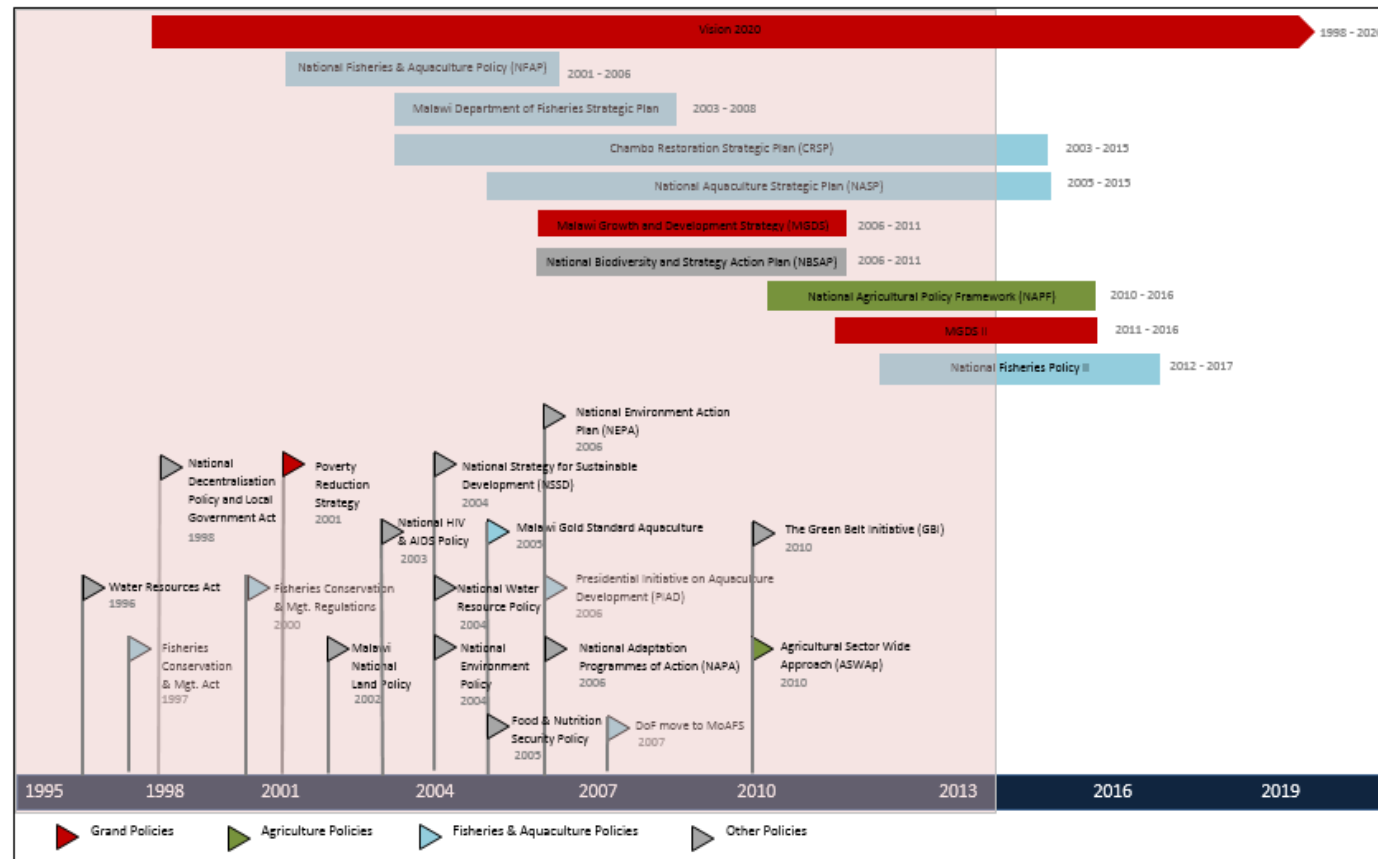 Vision 2020
1998 - 2020
National Fisheries & Aquaculture Policy (NFAP)
2001 - 2006
Malawi Department of Fisheries Strategic Plan
2003 - 2008
Chambo Restoration Strategic Plan (CRSP)
2003 - 2015
National Aquaculture Strategic Plan (NASP)
2005 - 2015
Malawi Growth and Development Strategy (MGDS)
2006 - 2011
National Biodiversity and Strategy Action Plan (NBSAP)
2006 - 2011
National Agricultural Policy Framework (NAPF)
2010 - 2016
MGDS II
2011 - 2016
National Fisheries Policy II
2012 - 2017
National Environment Action
Plan (NEPA)
2006
National
Decentralisation
Policy and Local
Government Act
1998
Poverty
Reduction
Strategy
2001
National Strategy for Sustainable
Development (NSSD)
2004
National HIV
& AIDS Policy
2003
Malawi Gold Standard Aquaculture
2005
The Green Belt Initiative (GBI)
2010
Water Resources Act
1996
Fisheries Conservation
& Mgt. Regulations
2000
National Water
Resource Policy
2004
Presidential Initiative on Aquaculture
Development (PIAD)
2006
Fisheries
Conservation
& Mgt. Act
1997
Malawi
National
Land Policy
2002
National
Environment
Policy
2004
National Adaptation
Programmes of Action (NAPA)
2006
Agricultural Sector Wide
Approach (ASWAp)
2010
Food & Nutrition
Security Policy
2005
DoF move to MoAFS
2007
1995 1998 2001 2004 2007 2010 2013 2016 2019
Grand Policies
Agriculture Policies
Fisheries & Aquaculture Policies
Other Policies